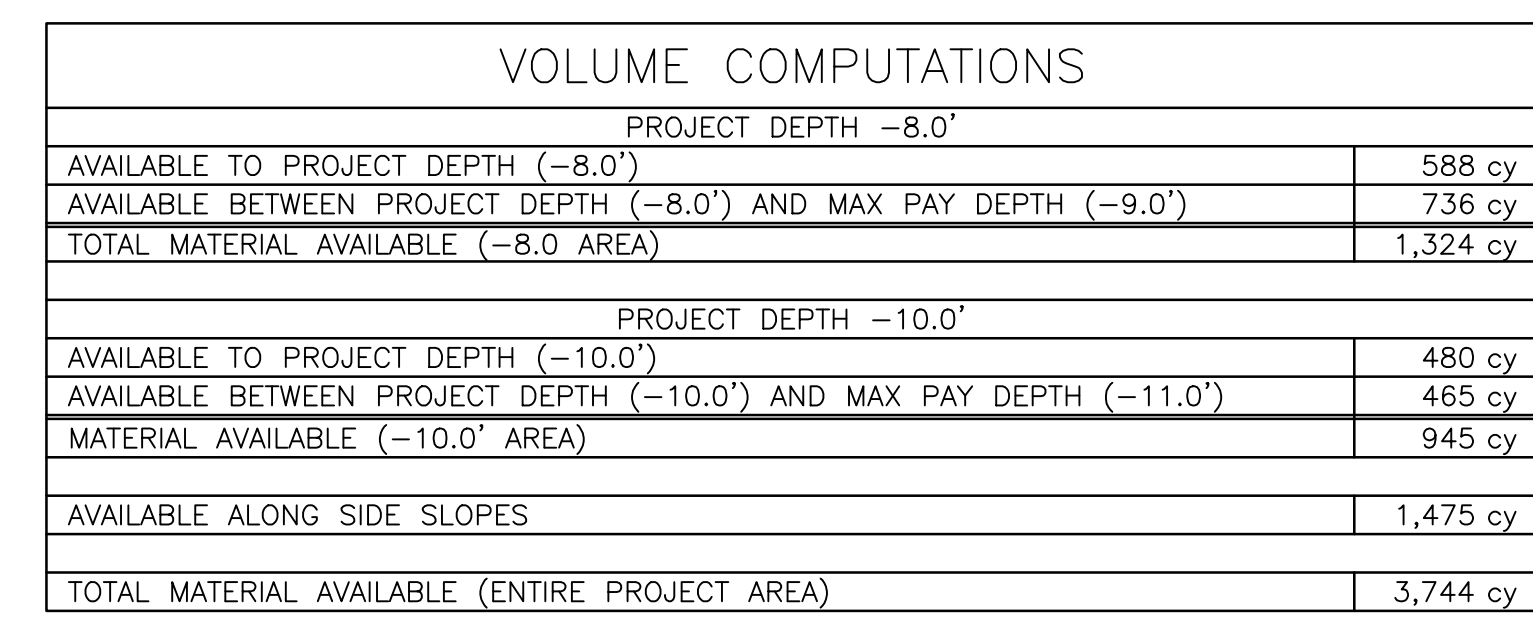 VOLUME COMPUTATIONS
PROJECT DEPTH −8.0'
AVAILABLE TO PROJECT DEPTH (−8.0') 588 cy
AVAILABLE BETWEEN PROJECT DEPTH (−8.0') AND MAX PAY DEPTH (−9.0') 736 cy
TOTAL MATERIAL AVAILABLE (−8.0 AREA) 1,324 cy
PROJECT DEPTH −10.0'
AVAILABLE TO PROJECT DEPTH (−10.0') 480 cy
AVAILABLE BETWEEN PROJECT DEPTH (−10.0') AND MAX PAY DEPTH (−11.0') 465 cy
MATERIAL AVAILABLE (−10.0' AREA) 945 cy
AVAILABLE ALONG SIDE SLOPES 1,475 cy
TOTAL MATERIAL AVAILABLE (ENTIRE PROJECT AREA) 3,744 cy